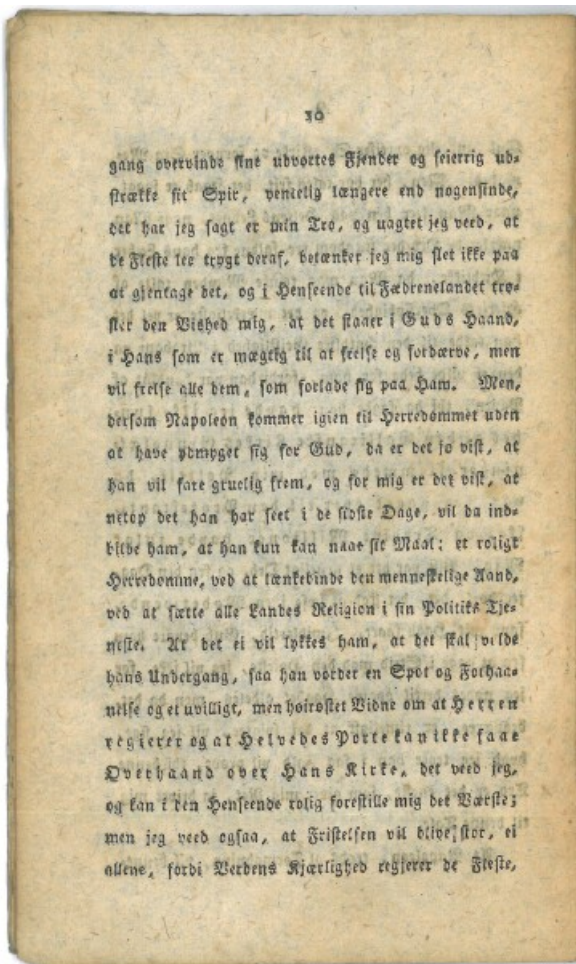 30
gang overvinde sine udvortes Fjender og seierrig ud-
strække sit Spir, ventelig længere end nogensinde,
det har jeg sagt er min Tro, og uagtet jeg veed, at
de Fleste lee trygt deraf, betænker jeg mig slet ikke paa
at gjentage det, og i Henseende til Fædrenelandet trø-
ster den Vished mig, at det staaer i Guds Haand,
i Hans som er mægtig til at frelse og fordærve, men
vil frelse alle dem, som forlade sig paa Ham. Men,
dersom Napoleon kommer igien til Herredømmet uden
at have ydmyget sig for Gud, da er det jo vist, at
han vil fare gruelig frem, og for mig er det vist, at
netop det han har seet i de sidste Dage, vil da ind-
bilde ham, at han kun kan naae sit Maal: et roligt
Herredømme, ved at lænkebinde den menneskelige Aand,
ved at sætte alle Landes Religion i sin Politiks Tje-
neste. At det ei vil lykkes ham, at det skal volde
hans Undergang, saa han vorder en Spot og Forhaa-
nelse og et uvilligt, men høirøstet Vidne om at Herren
regierer og at Helvedes Porte kan ikke faae
Overhaand over Hans Kirke, det veed jeg,
og kan i den Henseende rolig forestille mig det Værste;
men jeg veed ogsaa, at Fristelsen vil blive stor, ei
allene, fordi Verdens Kjærlighed regjerer de Fleste,